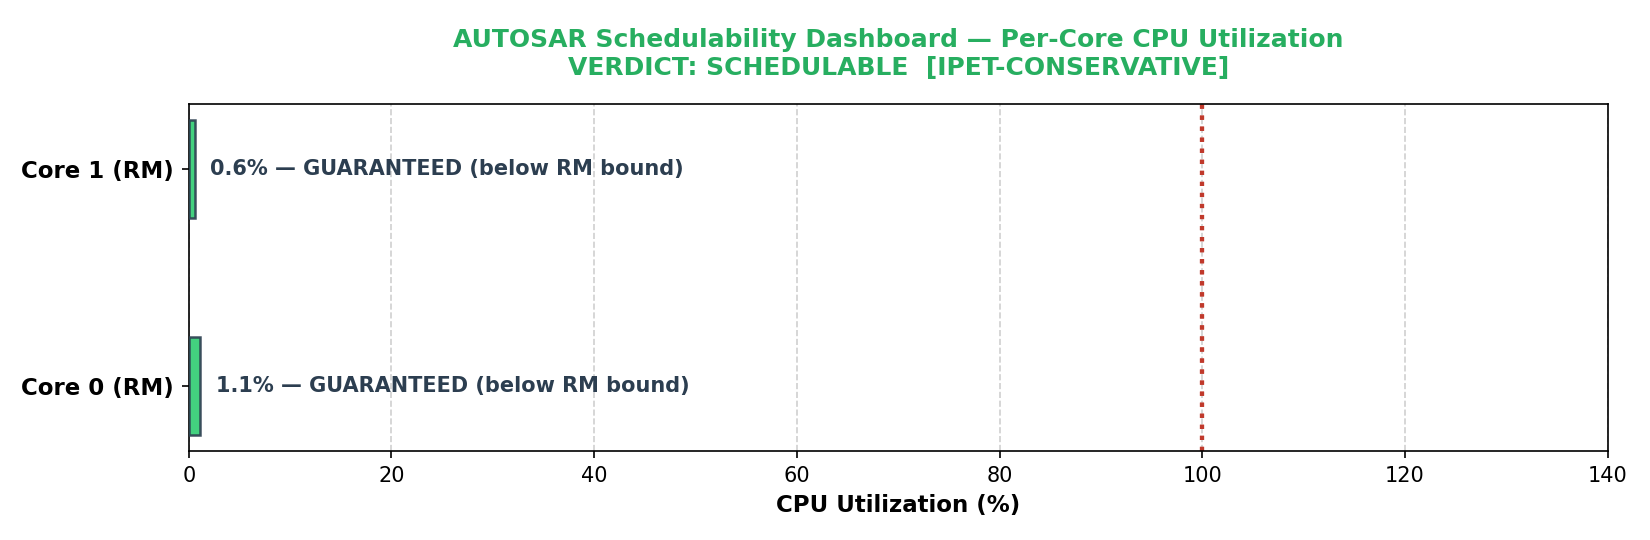 AUTOSAR Schedulability Dashboard — Per-Core CPU Utilization
VERDICT: SCHEDULABLE  [IPET-CONSERVATIVE]
Core 1 (RM)
0.6% — GUARANTEED (below RM bound)
Core 0 (RM)
1.1% — GUARANTEED (below RM bound)
0 20 40 60 80 100 120 140
CPU Utilization (%)